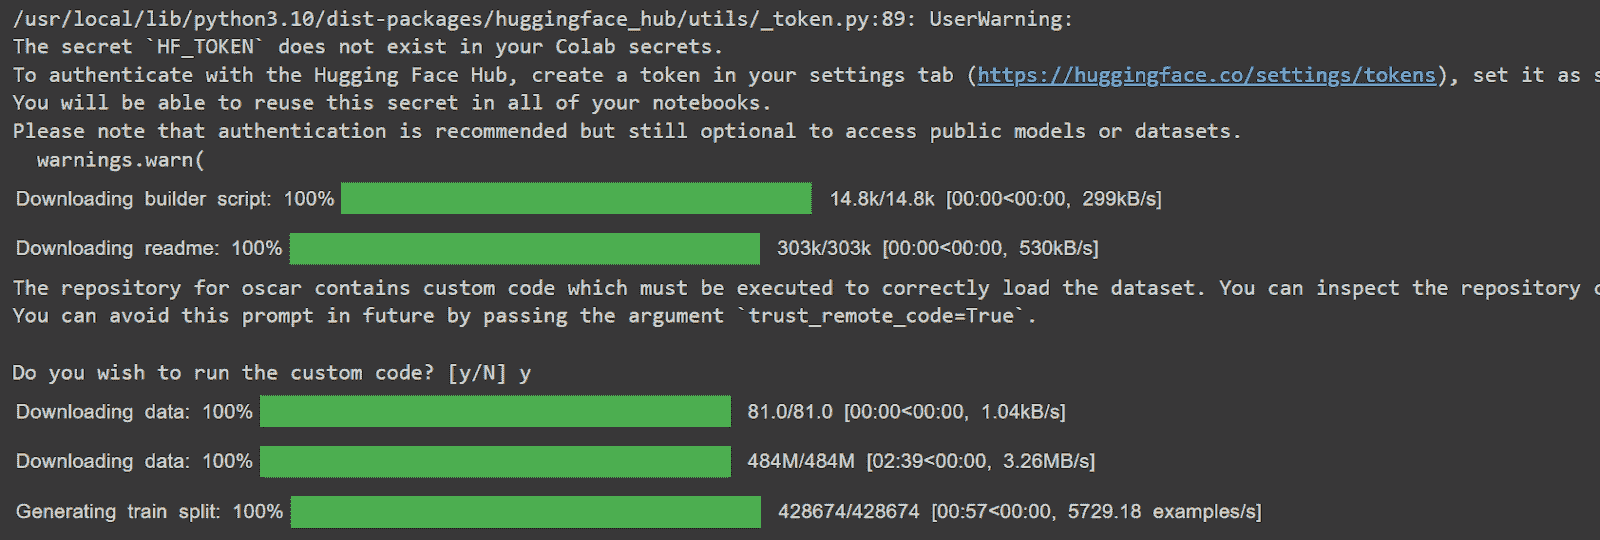 /usr/local/lib/python3.10/dist-packages/huggingface_hub/utils/_token.py:89: UserWarning:
The secret `HF_TOKEN` does not exist in your Colab secrets.
To authenticate with the Hugging Face Hub, create a token in your settings tab (https://huggingface.co/settings/tokens), set it as
You will be able to reuse this secret in all of your notebooks.
Please note that authentication is recommended but still optional to access public models or datasets.
warnings.warn(
Downloading builder script: 100% 14.8k/14.8k [00:00<00:00, 299kB/s]
Downloading readme: 100% 303k/303k [00:00<00:00, 530kB/s]
The repository for oscar contains custom code which must be executed to correctly load the dataset. You can inspect the repository
You can avoid this prompt in future by passing the argument `trust_remote_code=True`.
Do you wish to run the custom code? [y/N] y
Downloading data: 100% 81.0/81.0 [00:00<00:00, 1.04kB/s]
Downloading data: 100% 484M/484M [02:39<00:00, 3.26MB/s]
Generating train split: 100% 428674/428674 [00:57<00:00, 5729.18 examples/s]